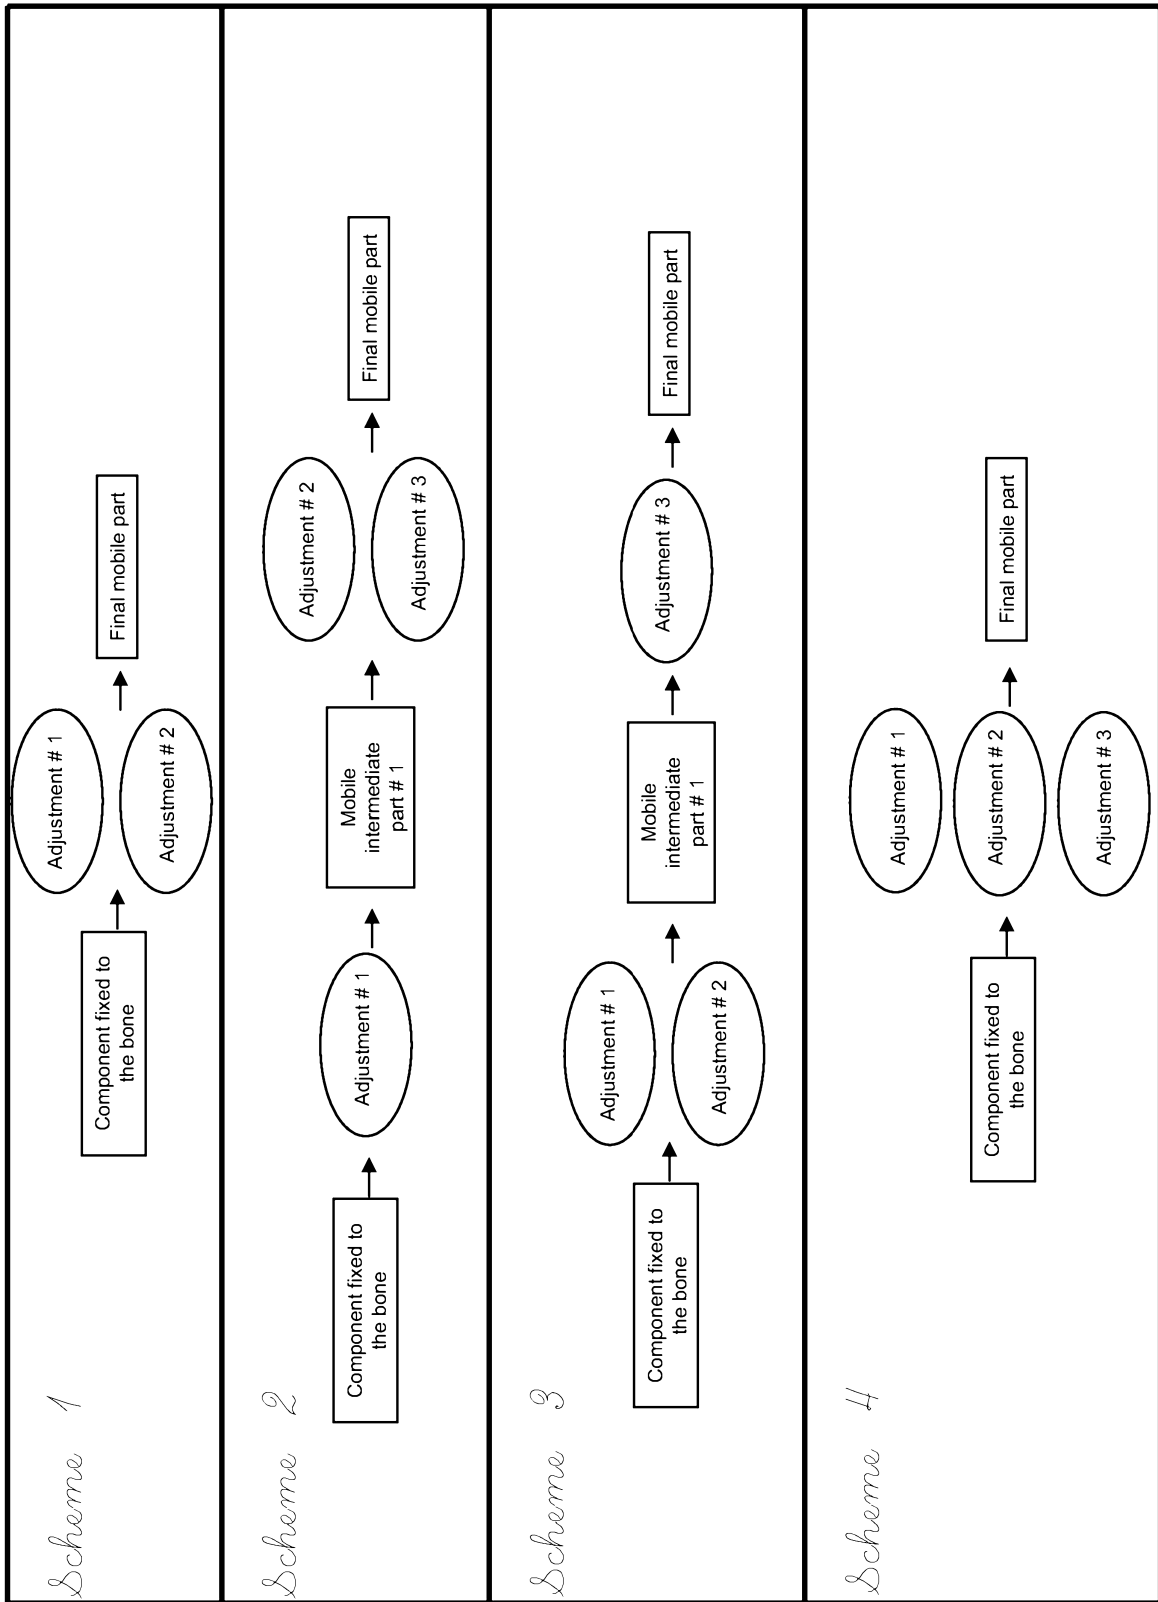 Scheme 1
Component fixed to
the bone
Adjustment # 1
Adjustment # 2
Final mobile part
Scheme 2
Component fixed to
the bone
Adjustment # 1
Mobile
intermediate
part # 1
Adjustment # 2
Adjustment # 3
Final mobile part
Scheme 3
Component fixed to
the bone
Adjustment # 1
Adjustment # 2
Mobile
intermediate
part # 1
Adjustment # 3
Final mobile part
Scheme 4
Component fixed to
the bone
Adjustment # 1
Adjustment # 2
Adjustment # 3
Final mobile part